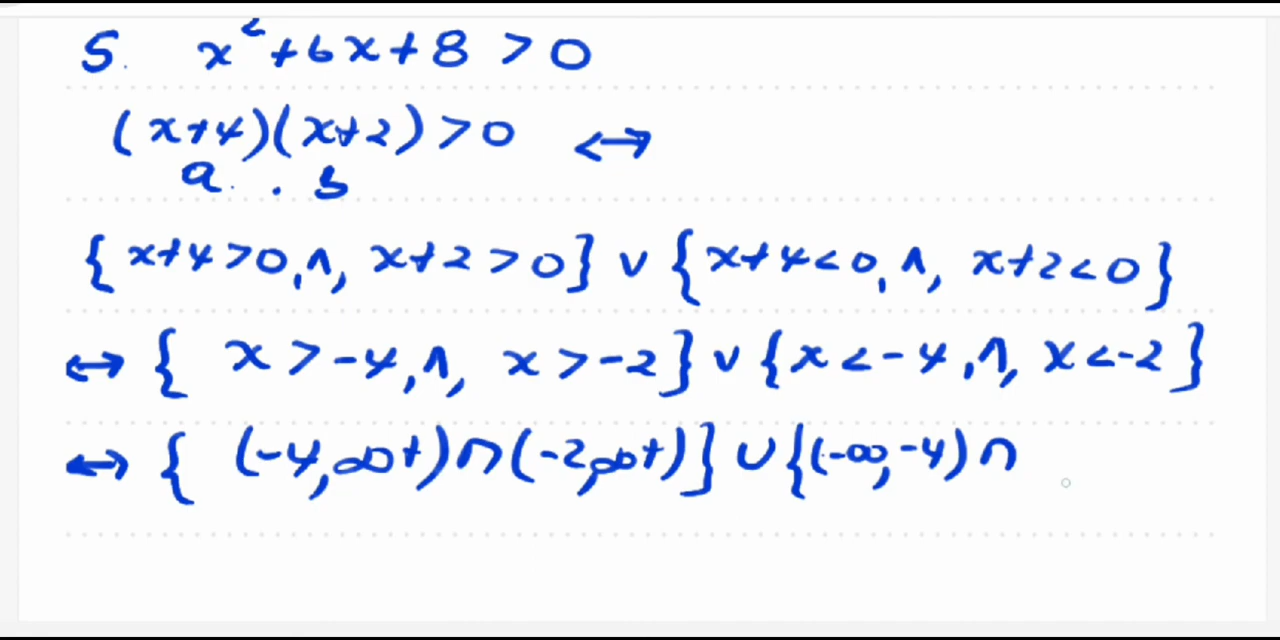 5. x²+6x+8 > 0
(x+4)(x+2) > 0 ↔
a . b
{ x+4 > 0, ∧, x+2 > 0 } ∨ { x+4 < 0, ∧, x+2 < 0 }
↔ { x > -4, ∧, x > -2 } ∨ { x < -4, ∧, x < -2 }
↔ { (-4, ∞+) ∩ (-2, ∞+) } ∪ { (-∞, -4) ∩